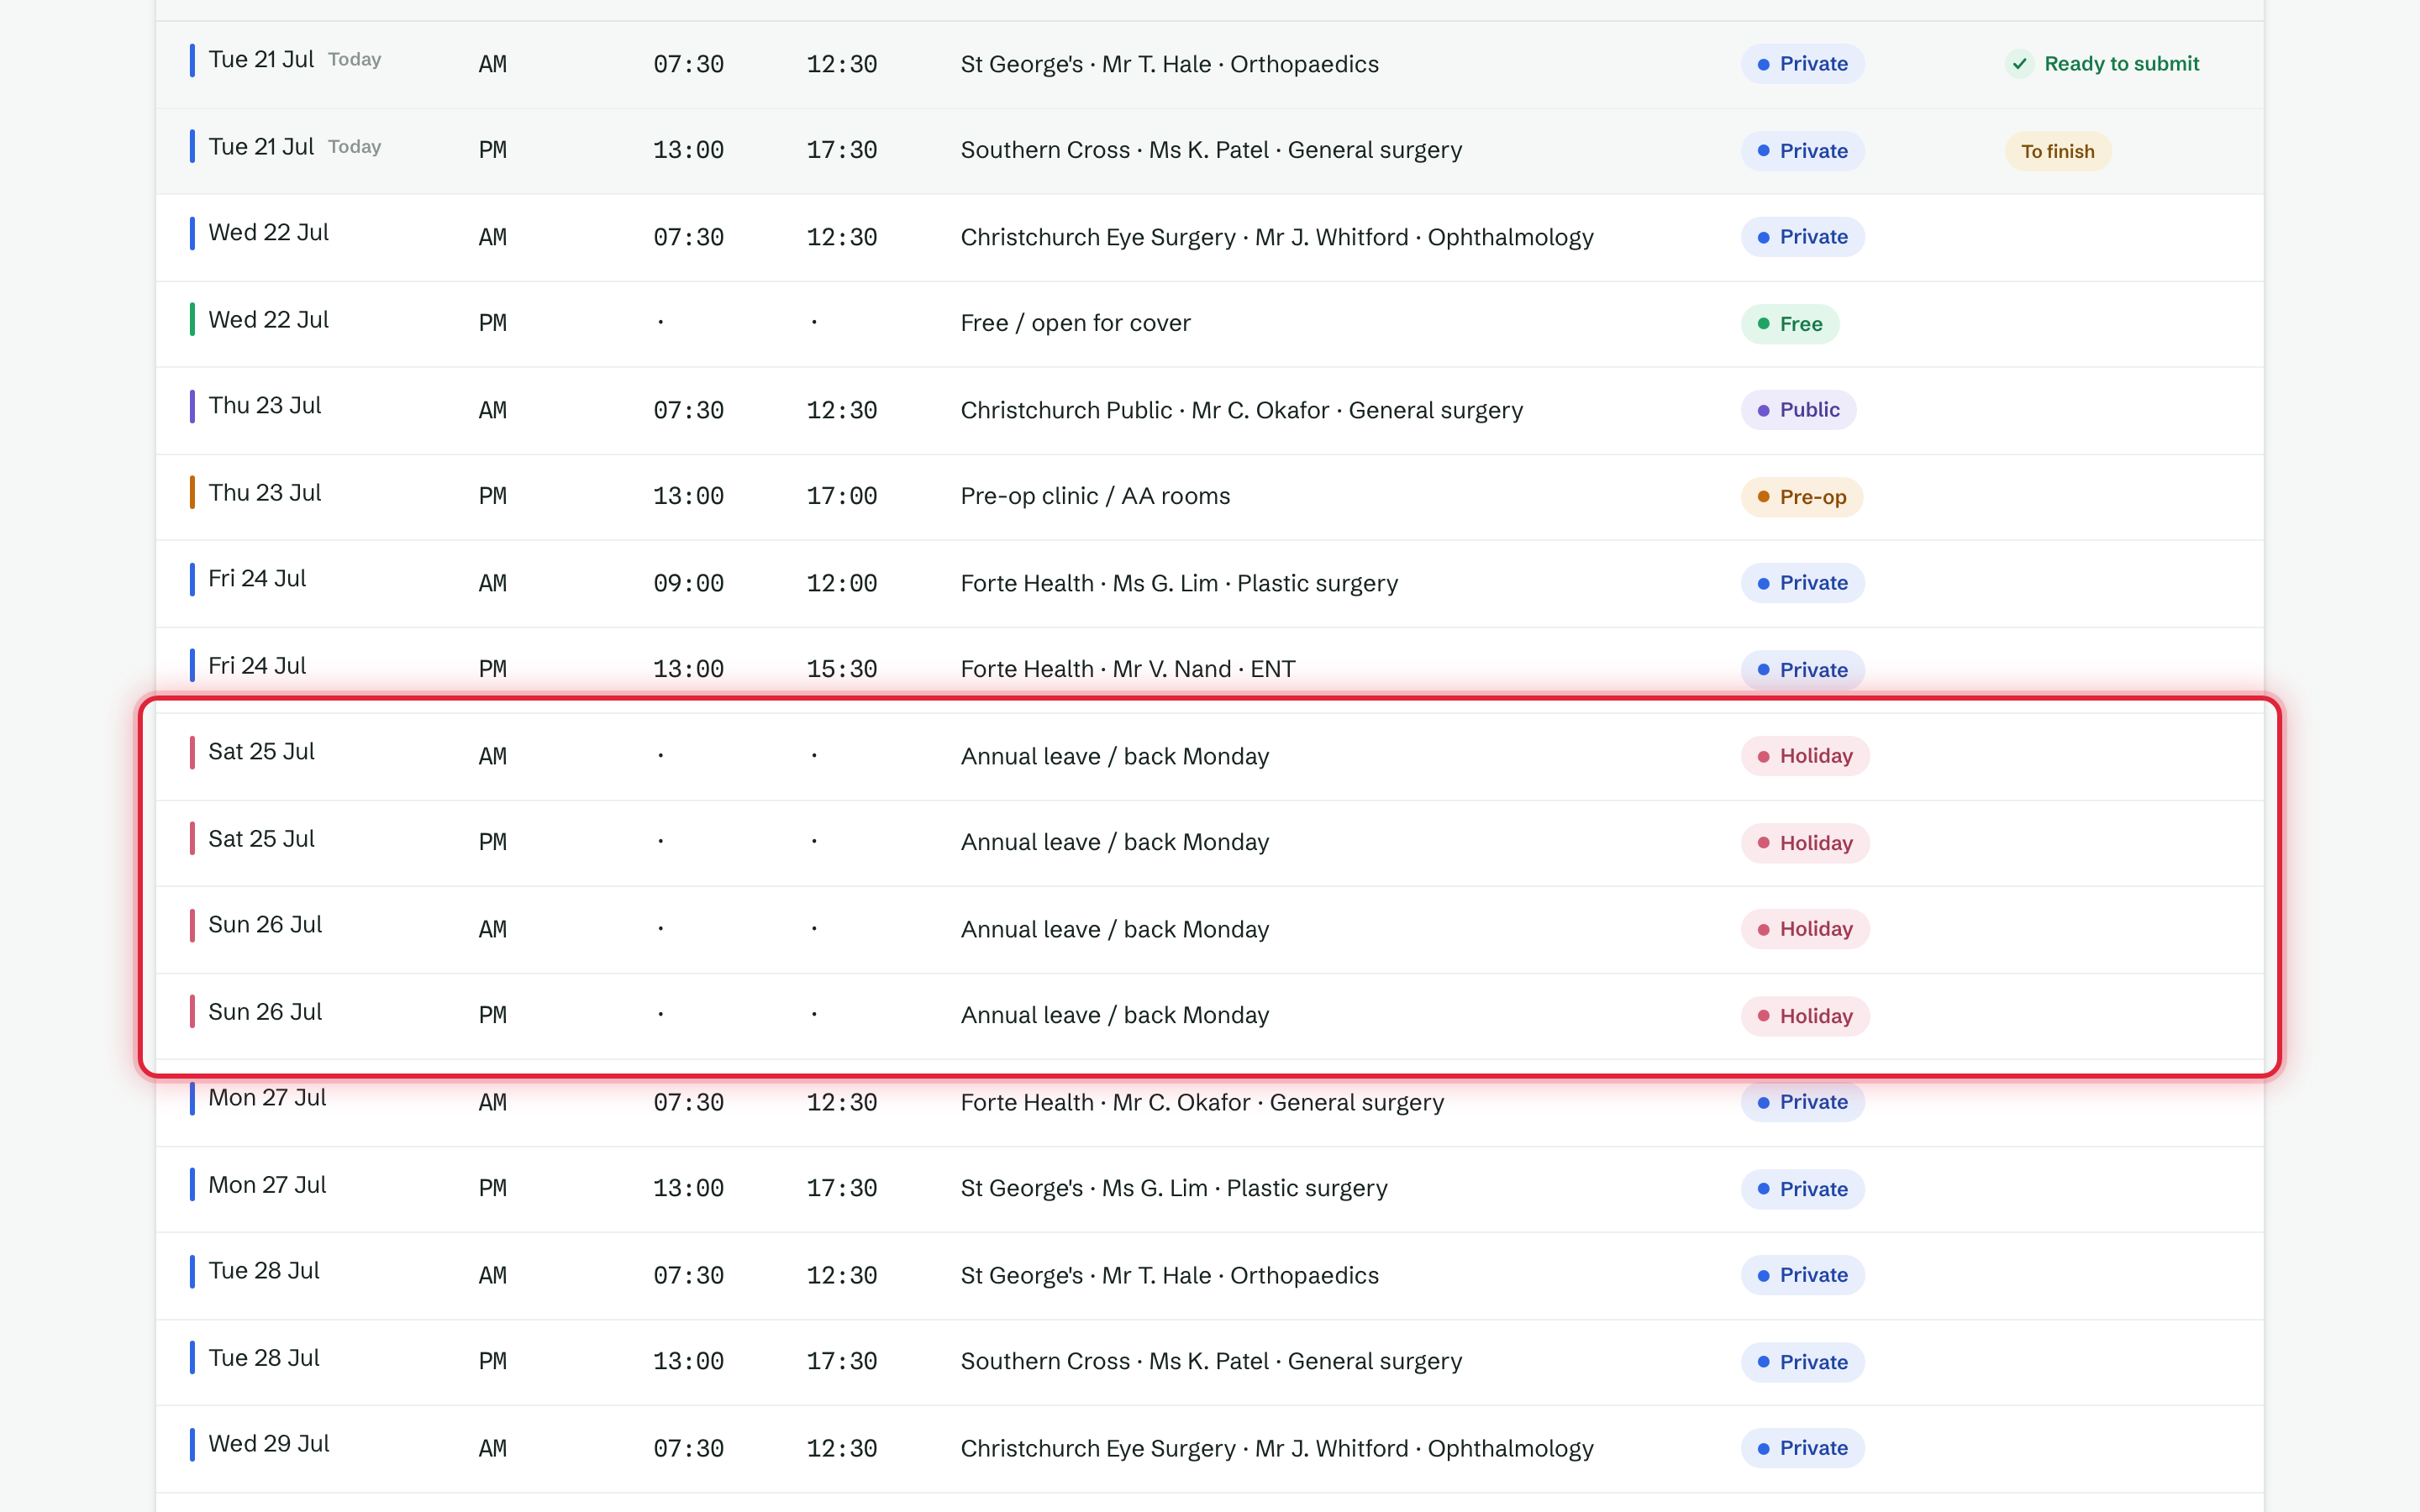 Tue 21 Jul Today AM 07:30 12:30 St George's · Mr T. Hale · Orthopaedics Private Ready to submit
Tue 21 Jul Today PM 13:00 17:30 Southern Cross · Ms K. Patel · General surgery Private To finish
Wed 22 Jul AM 07:30 12:30 Christchurch Eye Surgery · Mr J. Whitford · Ophthalmology Private
Wed 22 Jul PM · · Free / open for cover Free
Thu 23 Jul AM 07:30 12:30 Christchurch Public · Mr C. Okafor · General surgery Public
Thu 23 Jul PM 13:00 17:00 Pre-op clinic / AA rooms Pre-op
Fri 24 Jul AM 09:00 12:00 Forte Health · Ms G. Lim · Plastic surgery Private
Fri 24 Jul PM 13:00 15:30 Forte Health · Mr V. Nand · ENT Private
Sat 25 Jul AM · · Annual leave / back Monday Holiday
Sat 25 Jul PM · · Annual leave / back Monday Holiday
Sun 26 Jul AM · · Annual leave / back Monday Holiday
Sun 26 Jul PM · · Annual leave / back Monday Holiday
Mon 27 Jul AM 07:30 12:30 Forte Health · Mr C. Okafor · General surgery Private
Mon 27 Jul PM 13:00 17:30 St George's · Ms G. Lim · Plastic surgery Private
Tue 28 Jul AM 07:30 12:30 St George's · Mr T. Hale · Orthopaedics Private
Tue 28 Jul PM 13:00 17:30 Southern Cross · Ms K. Patel · General surgery Private
Wed 29 Jul AM 07:30 12:30 Christchurch Eye Surgery · Mr J. Whitford · Ophthalmology Private